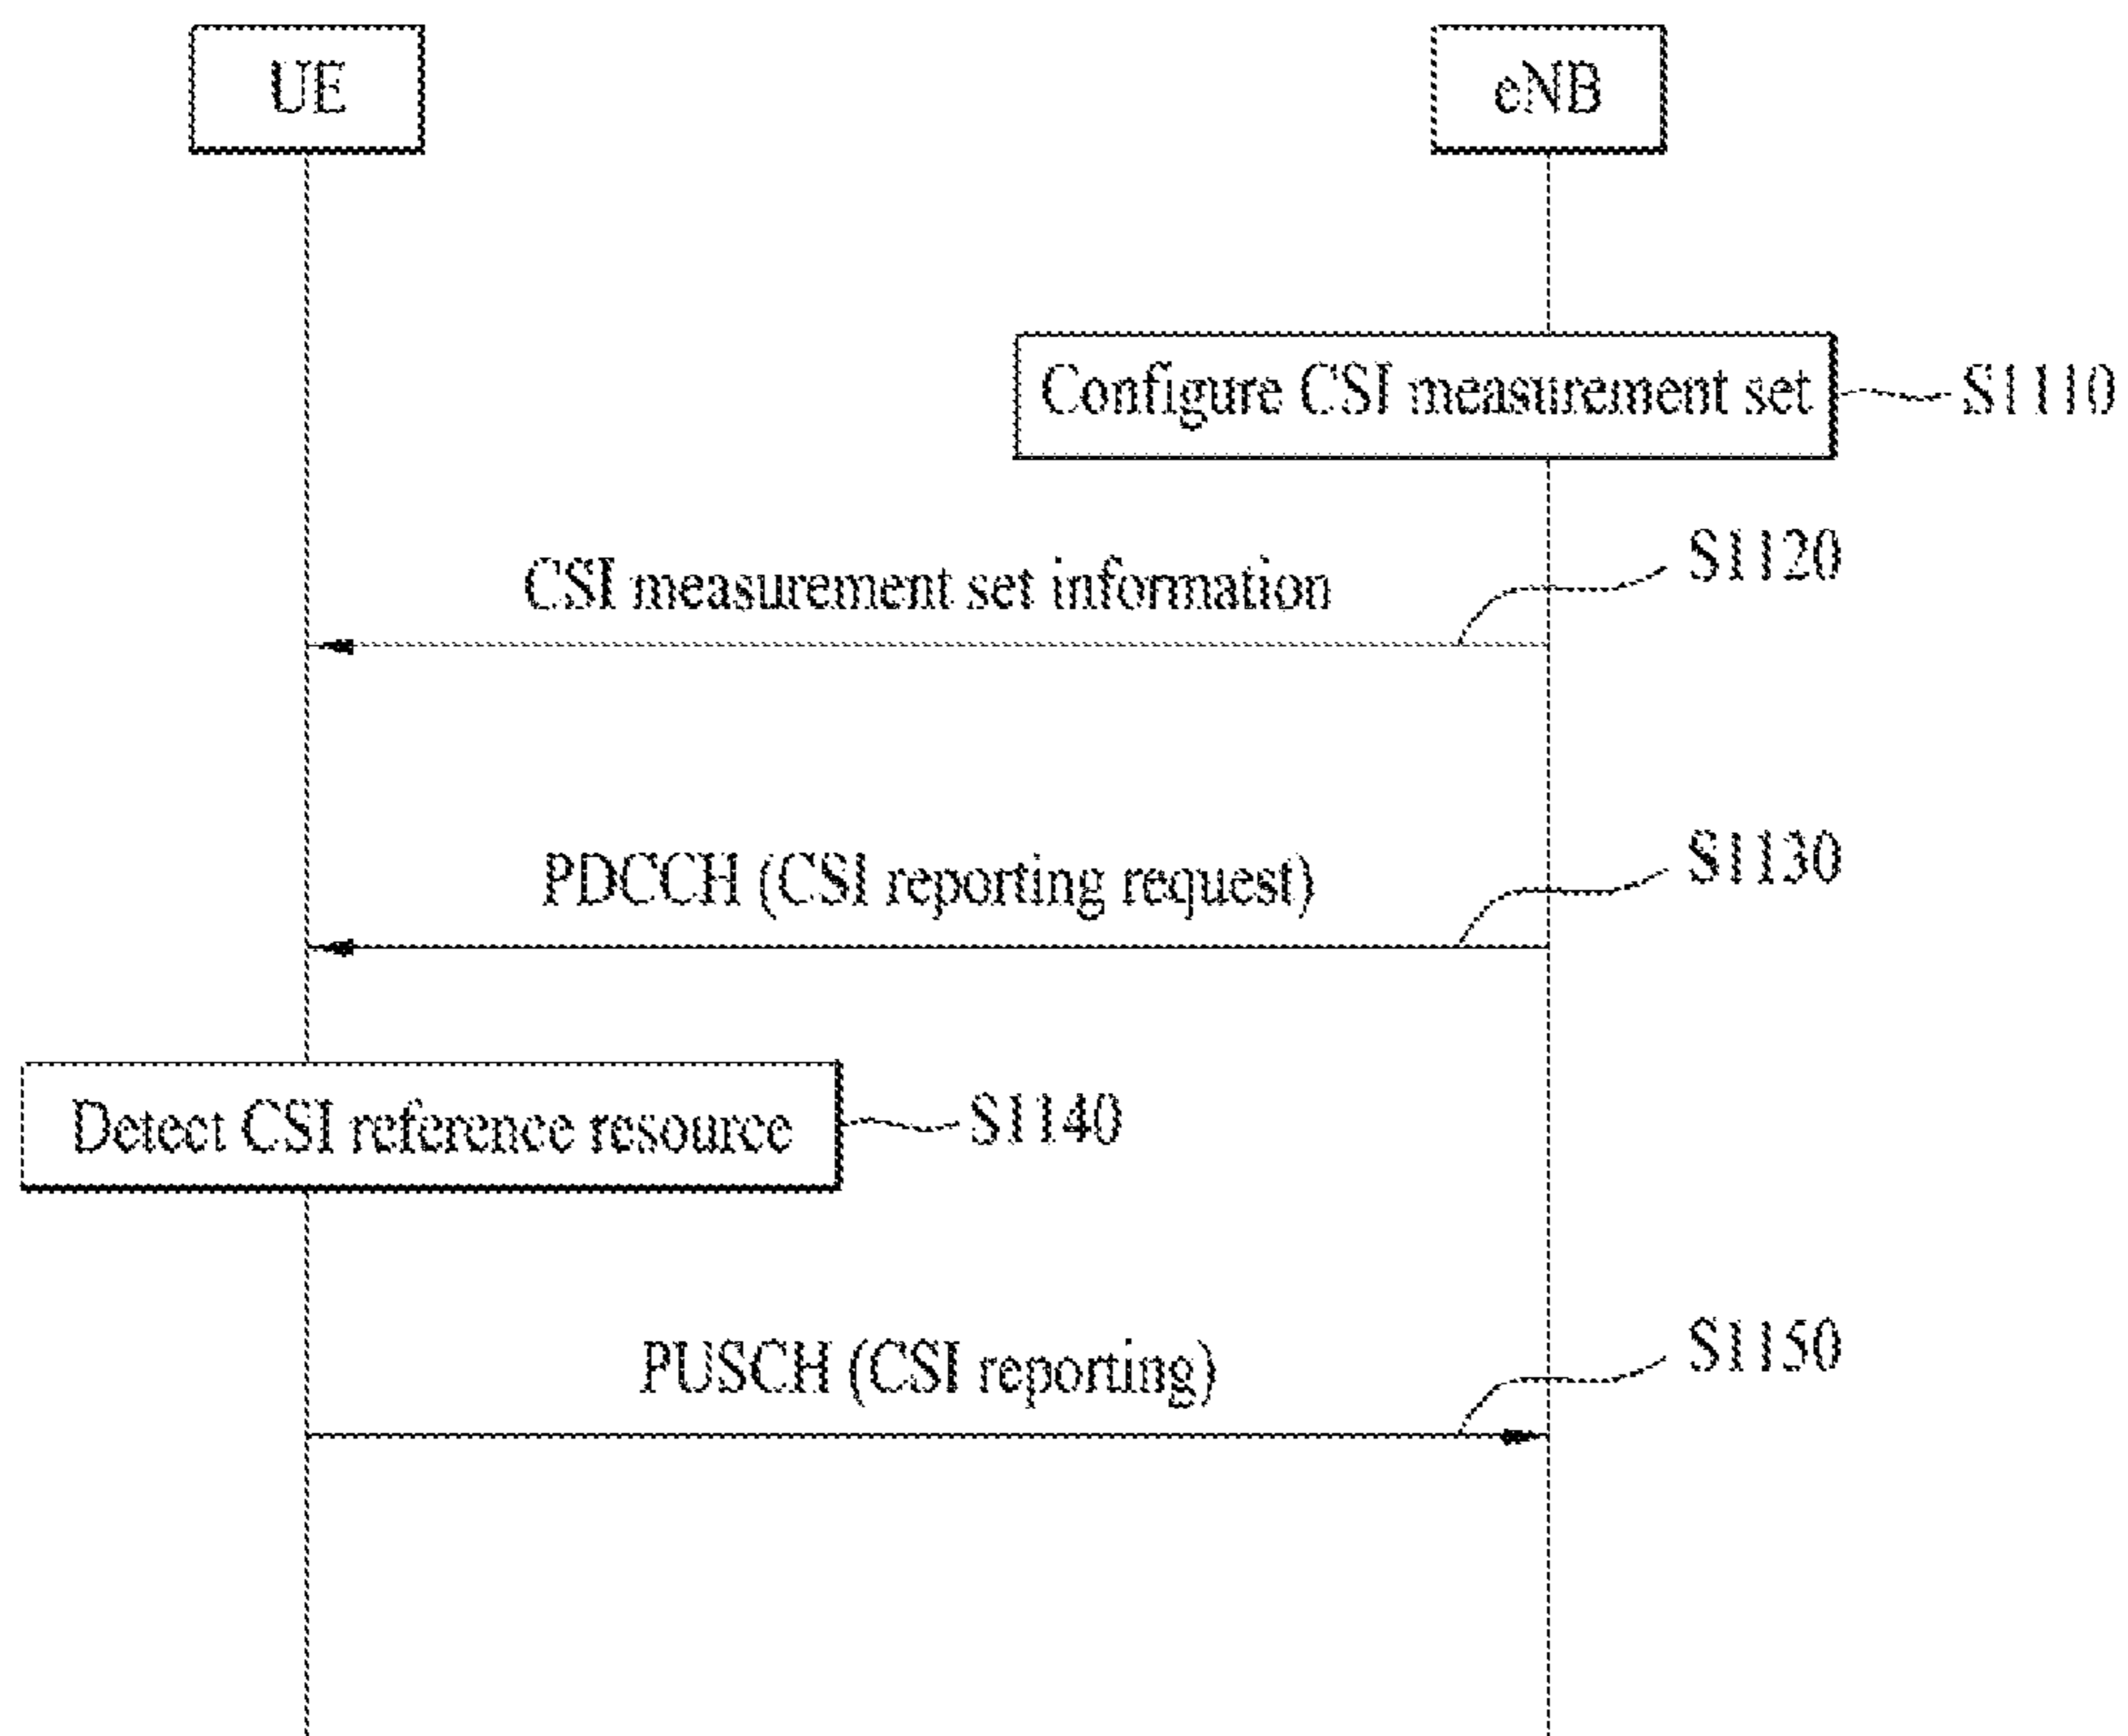 UE
eNB
Configure CSI measurement set
S1110
S1120
CSI measurement set information
S1130
PDCCH (CSI reporting request)
Detect CSI reference resource
S1140
S1150
PUSCH (CSI reporting)